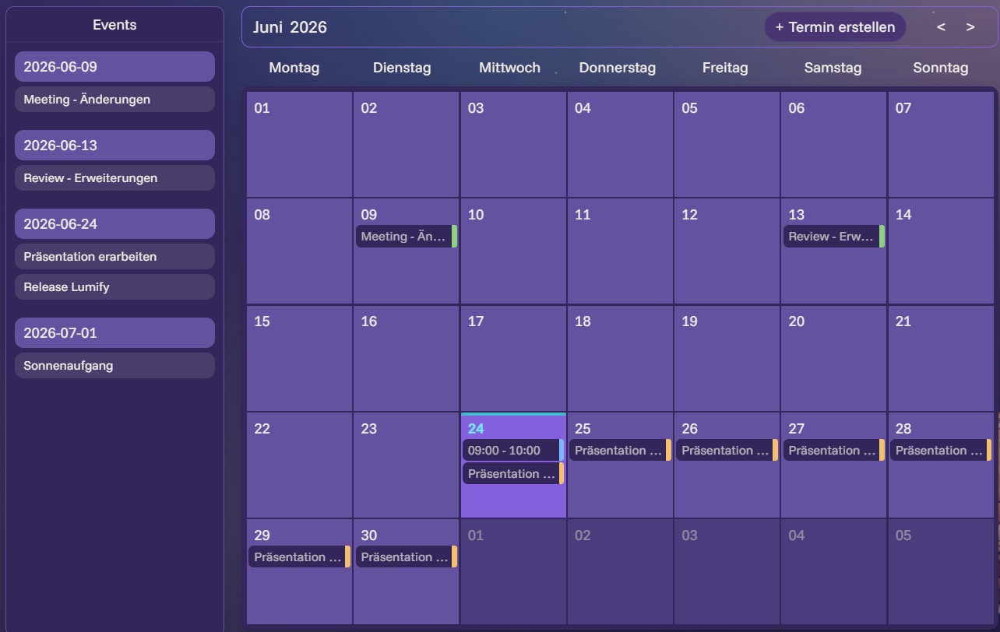 Events
2026-06-09
Meeting - Änderungen
2026-06-13
Review - Erweiterungen
2026-06-24
Präsentation erarbeiten
Release Lumify
2026-07-01
Sonnenaufgang
Juni 2026
+ Termin erstellen
< >
Montag Dienstag Mittwoch Donnerstag Freitag Samstag Sonntag
01 02 03 04 05 06 07
08 09 10 11 12 13 14
Meeting - Än... Review - Erw...
15 16 17 18 19 20 21
22 23 24 25 26 27 28
09:00 - 10:00 Präsentation ... Präsentation ... Präsentation ... Präsentation ...
Präsentation ...
29 30 01 02 03 04 05
Präsentation ... Präsentation ...